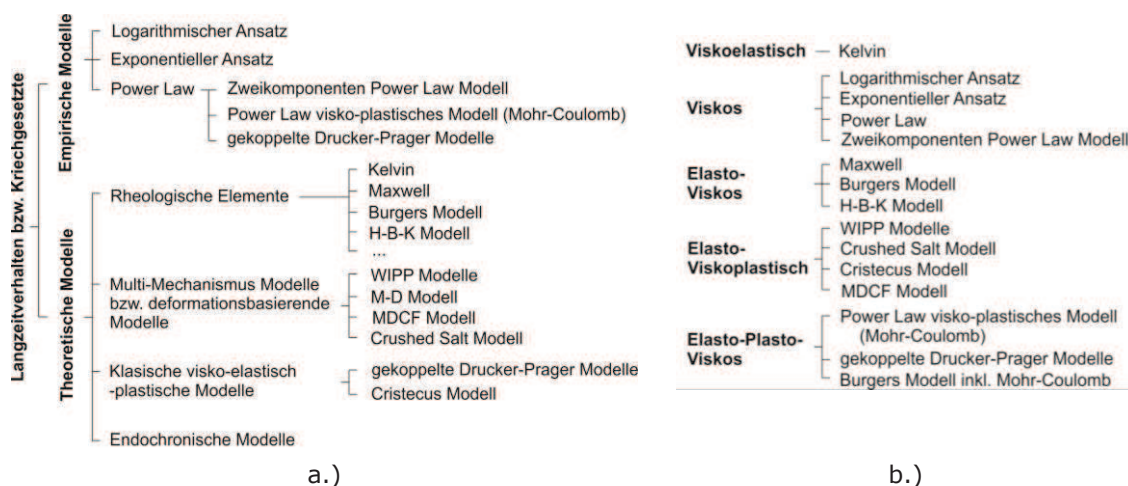 Langzeitverhalten bzw. Kriechgesetzte
Empirische Modelle
Logarithmischer Ansatz
Exponentieller Ansatz
Power Law
Zweikomponenten Power Law Modell
Power Law visko-plastisches Modell (Mohr-Coulomb)
gekoppelte Drucker-Prager Modelle
Theoretische Modelle
Rheologische Elemente
Kelvin
Maxwell
Burgers Modell
H-B-K Modell
...
Multi-Mechanismus Modelle
bzw. deformationsbasierende
Modelle
WIPP Modelle
M-D Modell
MDCF Modell
Crushed Salt Modell
Klasische visko-elastisch
-plastische Modelle
gekoppelte Drucker-Prager Modelle
Cristecus Modell
Endochronische Modelle
a.)
Viskoelastisch
Kelvin
Viskos
Logarithmischer Ansatz
Exponentieller Ansatz
Power Law
Zweikomponenten Power Law Modell
Elasto-
Viskos
Maxwell
Burgers Modell
H-B-K Modell
Elasto-
Viskoplastisch
WIPP Modelle
Crushed Salt Modell
Cristecus Modell
MDCF Modell
Elasto-Plasto-
Viskos
Power Law visko-plastisches Modell
(Mohr-Coulomb)
gekoppelte Drucker-Prager Modelle
Burgers Modell inkl. Mohr-Coulomb
b.)